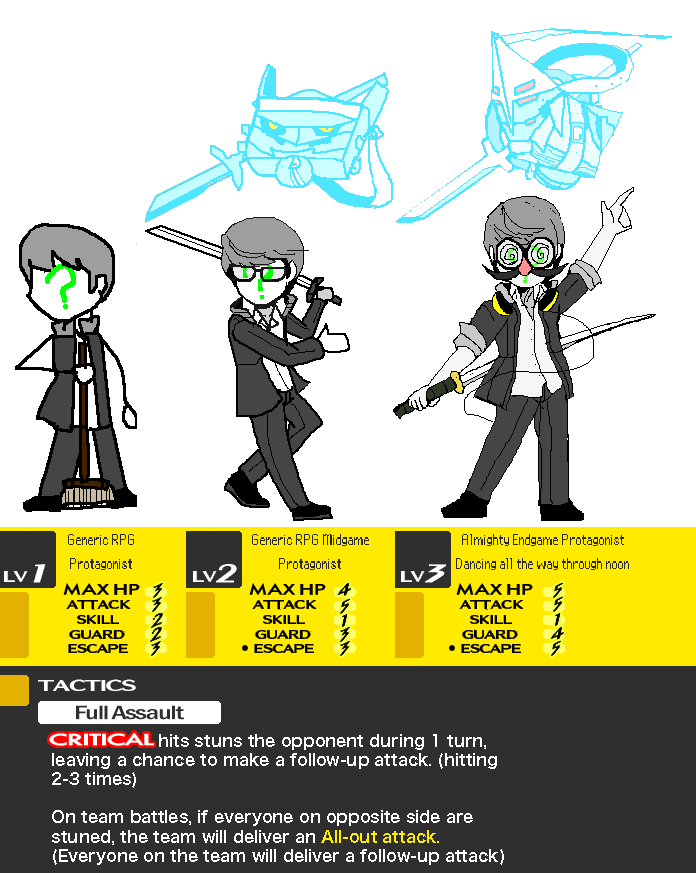 ?
LV1
Generic RPG
Protagonist
MAX HP 3
ATTACK 3
SKILL 2
GUARD 2
ESCAPE 3
LV2
Generic RPG Midgame
Protagonist
MAX HP 4
ATTACK 5
SKILL 1
GUARD 3
• ESCAPE 3
LV3
Almighty Endgame Protagonist
Dancing all the way through noon
MAX HP 5
ATTACK 5
SKILL 1
GUARD 4
• ESCAPE 5
TACTICS
Full Assault
CRITICAL hits stuns the opponent during 1 turn,
leaving a chance to make a follow-up attack. (hitting
2-3 times)
On team battles, if everyone on opposite side are
stuned, the team will deliver an All-out attack.
(Everyone on the team will deliver a follow-up attack)